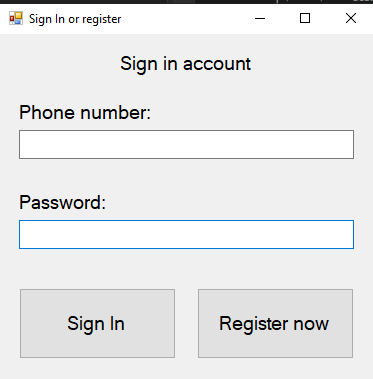 Sign In or register
Sign in account
Phone number:
Password:
Sign In
Register now